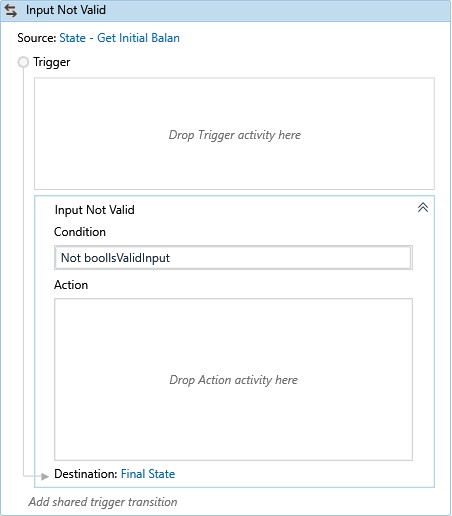 Input Not Valid
Source: State - Get Initial Balan
Trigger
Drop Trigger activity here
Input Not Valid
Condition
Not boolIsValidInput
Action
Drop Action activity here
Destination: Final State
Add shared trigger transition